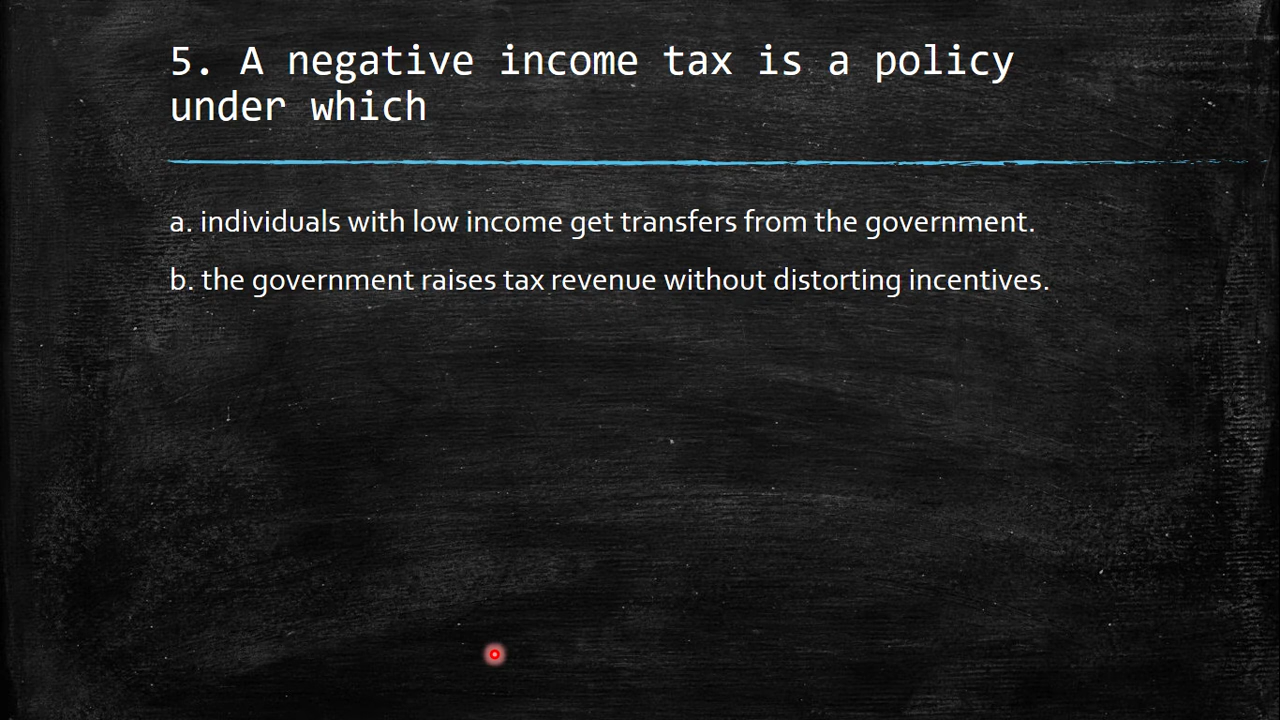 5. A negative income tax is a policy
under which
a. individuals with low income get transfers from the government.
b. the government raises tax revenue without distorting incentives.